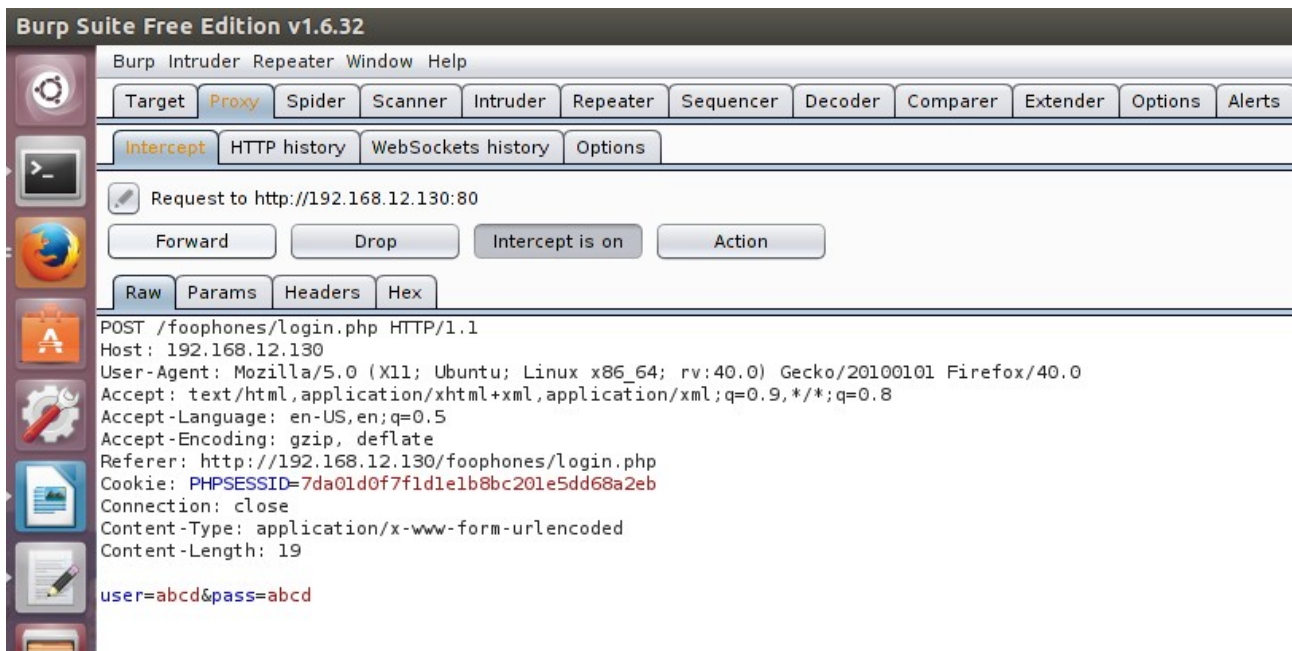 Burp Suite Free Edition v1.6.32
Burp Intruder Repeater Window Help
Target Proxy Spider Scanner Intruder Repeater Sequencer Decoder Comparer Extender Options Alerts
Intercept HTTP history WebSockets history Options
Request to http://192.168.12.130:80
Forward Drop Intercept is on Action
Raw Params Headers Hex
POST /foophones/login.php HTTP/1.1
Host: 192.168.12.130
User-Agent: Mozilla/5.0 (X11; Ubuntu; Linux x86_64; rv:40.0) Gecko/20100101 Firefox/40.0
Accept: text/html,application/xhtml+xml,application/xml;q=0.9,*/*;q=0.8
Accept-Language: en-US,en;q=0.5
Accept-Encoding: gzip, deflate
Referer: http://192.168.12.130/foophones/login.php
Cookie: PHPSESSID=7da01d0f7f1d1e1b8bc201e5dd68a2eb
Connection: close
Content-Type: application/x-www-form-urlencoded
Content-Length: 19
user=abcd&pass=abcd